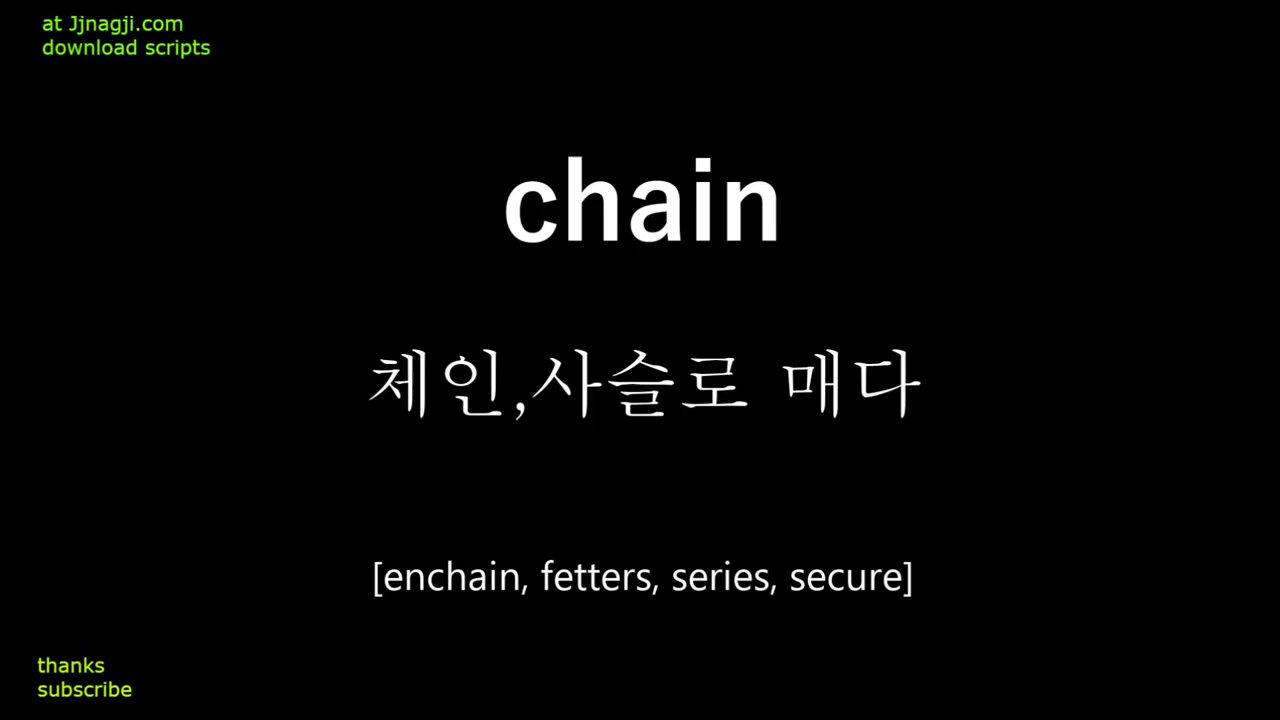 at Jjnagji.com
download scripts
chain
체인,사슬로 매다
[enchain, fetters, series, secure]
thanks
subscribe